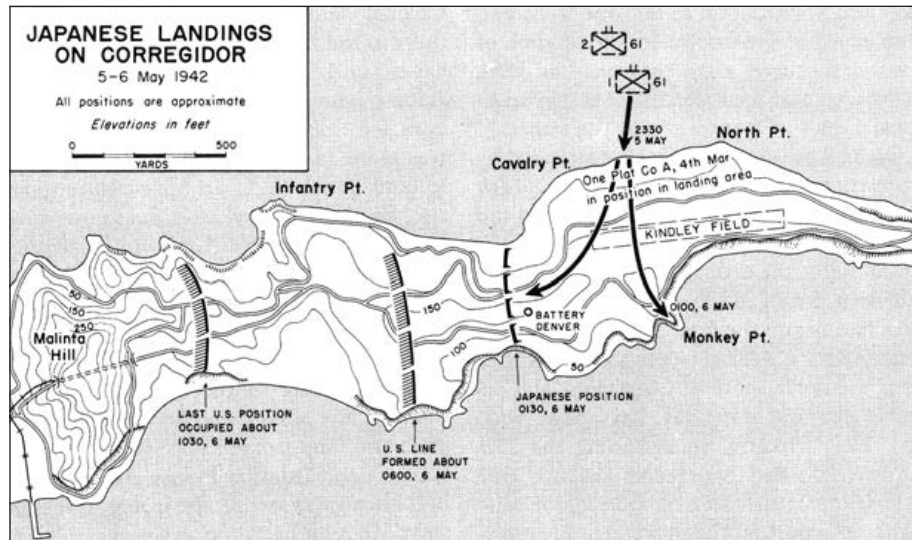 JAPANESE LANDINGS
ON CORREGIDOR
5-6 May 1942
All positions are approximate
Elevations in feet
0 500
YARDS
2 61
1 61
2330
5 MAY
North Pt.
Cavalry Pt.
One Plat Co A, 4th Mar
in position in landing area
Infantry Pt.
KINDLEY FIELD
50
150
250
Malinta
Hill
150
BATTERY
DENVER
0100, 6 MAY
Monkey Pt.
100
50
JAPANESE POSITION
0130, 6 MAY
LAST U.S. POSITION
OCCUPIED ABOUT
1030, 6 MAY
U.S. LINE
FORMED ABOUT
0600, 6 MAY